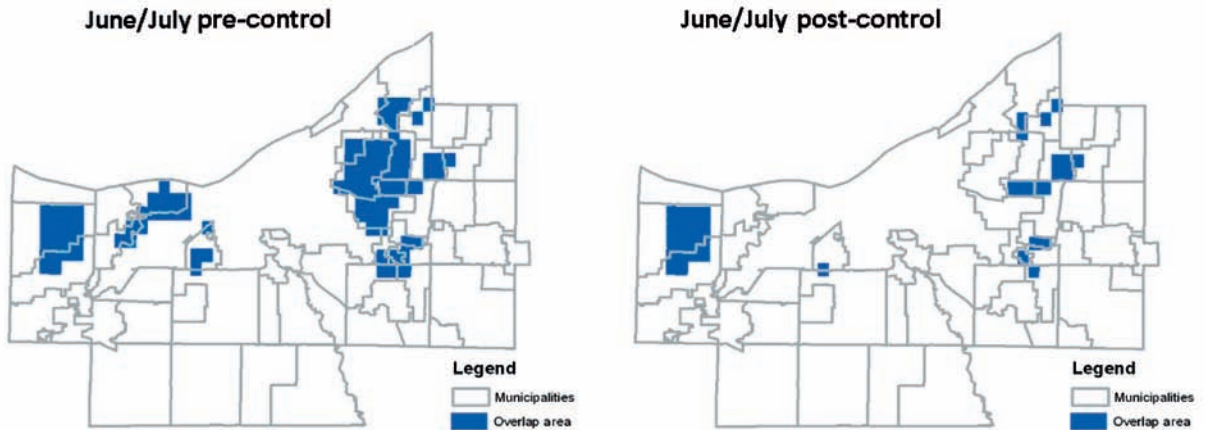 June/July pre-control
Legend
Municipalities
Overlap area
June/July post-control
Legend
Municipalities
Overlap area